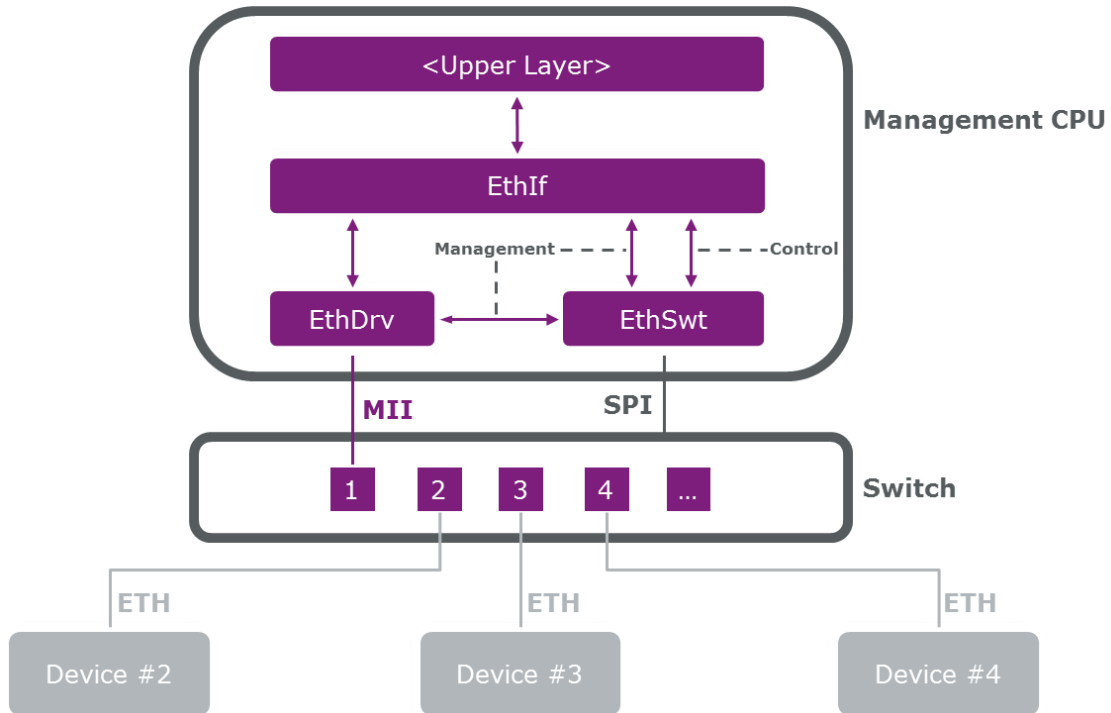 <Upper Layer>
Management CPU
EthIf
Management
Control
EthDrv
EthSwt
MII
SPI
1
2
3
4
...
Switch
ETH
ETH
ETH
Device #2
Device #3
Device #4